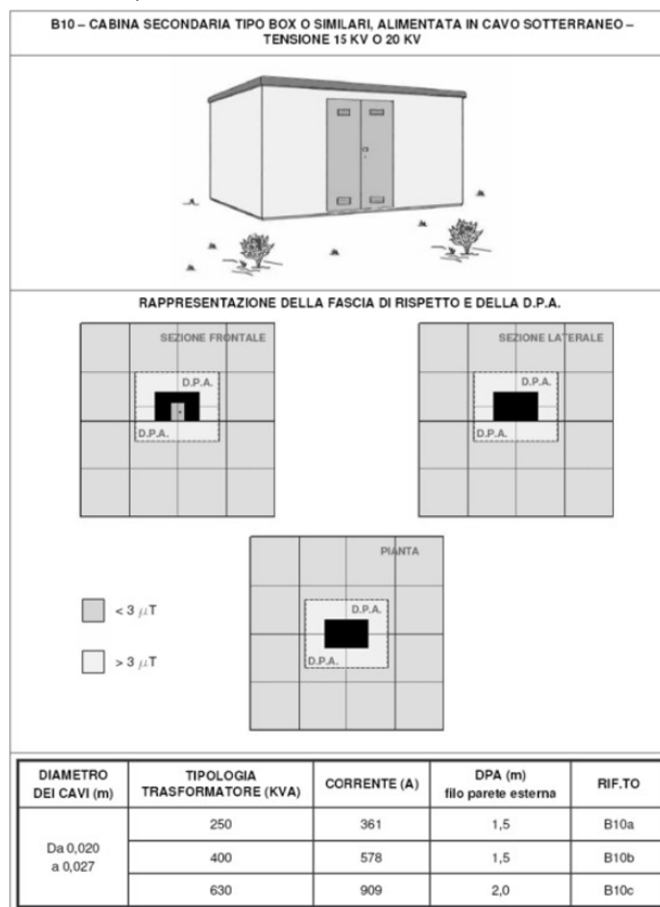 B10 – CABINA SECONDARIA TIPO BOX O SIMILARI, ALIMENTATA IN CAVO SOTTERRANEO –
TENSIONE 15 KV O 20 KV
RAPPRESENTAZIONE DELLA FASCIA DI RISPETTO E DELLA D.P.A.
SEZIONE FRONTALE
D.P.A.
D.P.A.
SEZIONE LATERALE
D.P.A.
D.P.A.
PIANTA
D.P.A.
D.P.A.
< 3 μT
> 3 μT
DIAMETRO DEI CAVI (m) TIPOLOGIA TRASFORMATORE (KVA) CORRENTE (A) DPA (m) filo parete esterna RIF.TO
Da 0,020 a 0,027
250 361 1,5 B10a
400 578 1,5 B10b
630 909 2,0 B10c